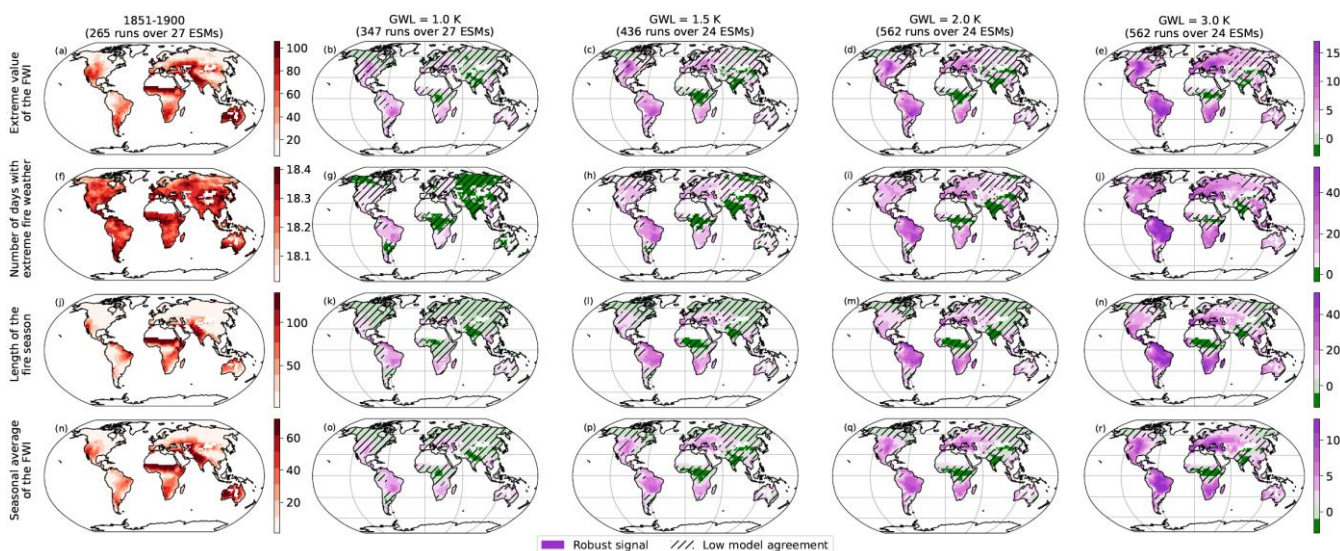 1851-1900
(265 runs over 27 ESMs)
GWL = 1.0 K
(347 runs over 27 ESMs)
GWL = 1.5 K
(436 runs over 24 ESMs)
GWL = 2.0 K
(562 runs over 24 ESMs)
GWL = 3.0 K
(562 runs over 24 ESMs)
Extreme value
of the FWI
(a)
100
80
60
40
20
(b)
(c)
(d)
(e)
15
10
5
0
Number of days with
extreme fire weather
(f)
18.4
18.3
18.2
18.1
(g)
(h)
(i)
(j)
40
20
0
Length of the
fire season
(j)
100
50
(k)
(l)
(m)
(n)
40
30
20
10
0
Seasonal average
of the FWI
(n)
60
40
20
(o)
(p)
(q)
(r)
10
5
0
Robust signal
Low model agreement